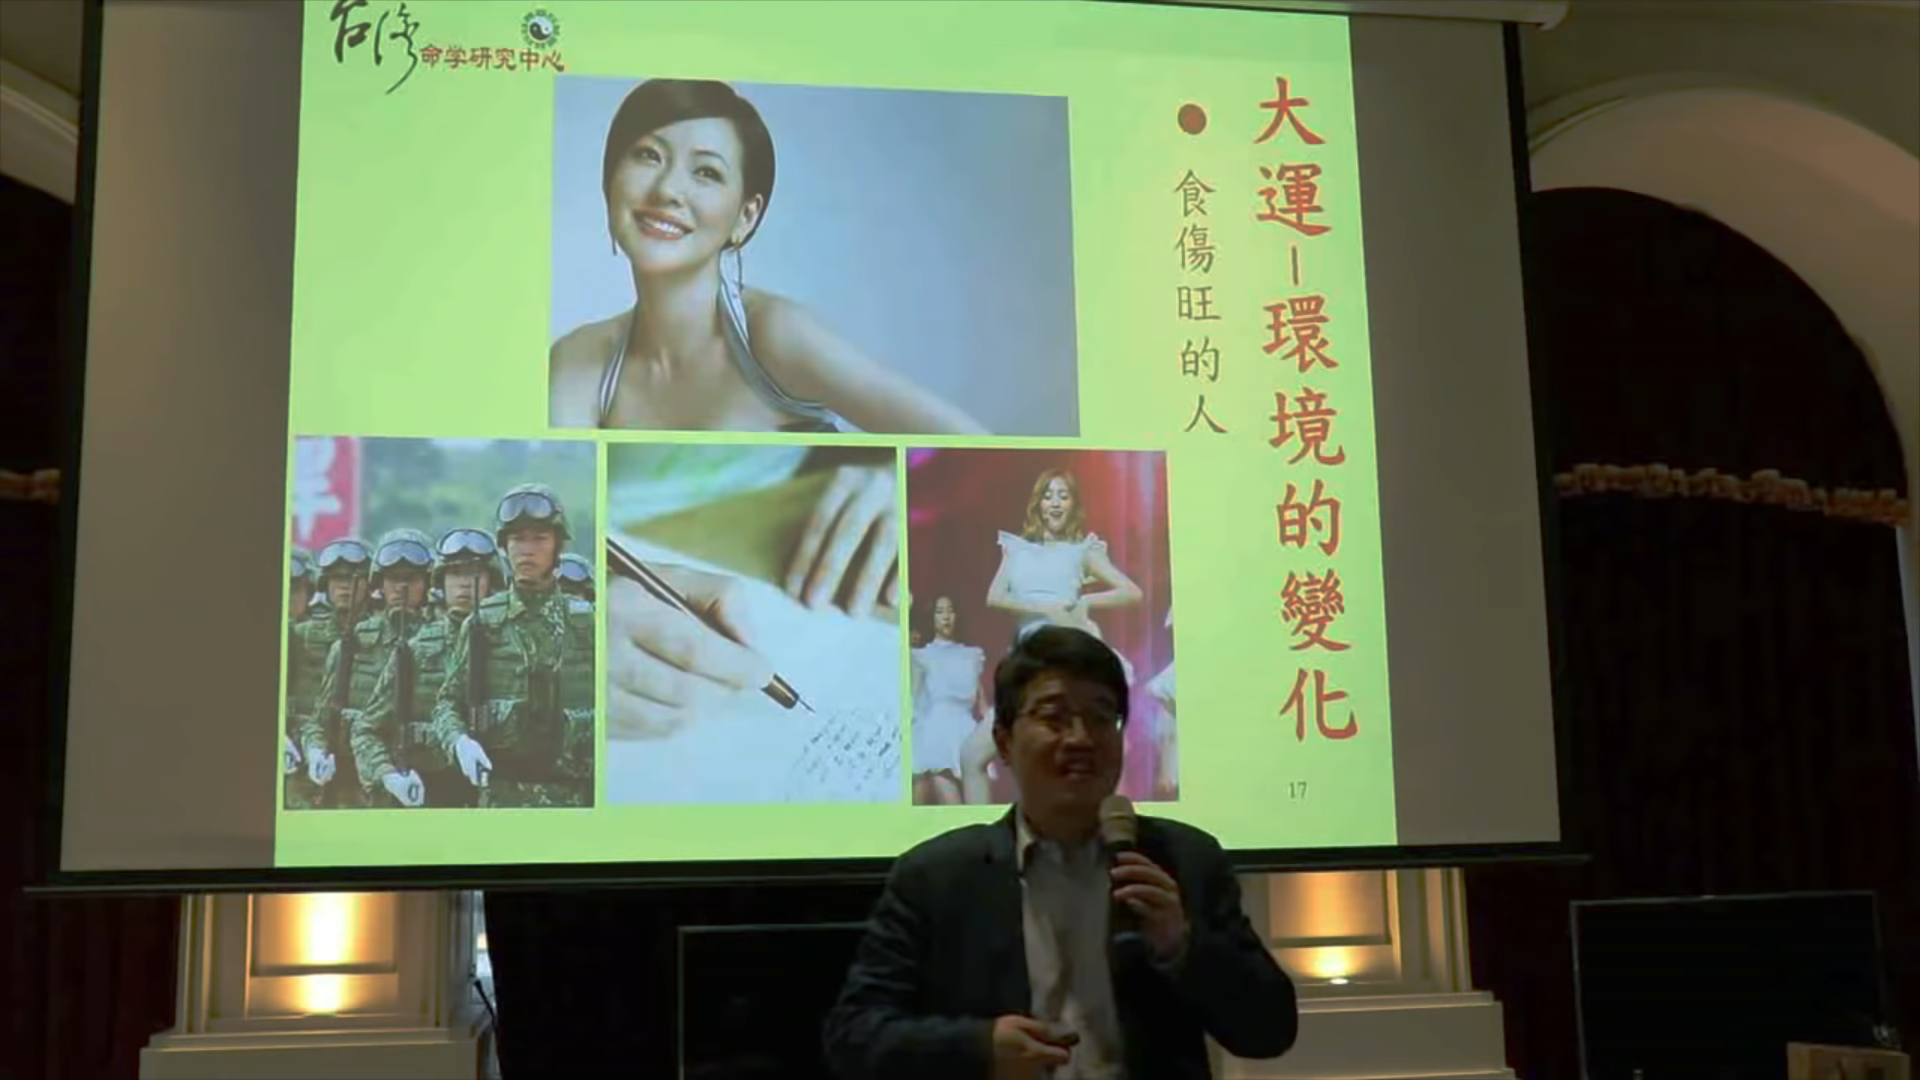 台湾
命学研究中心
大運-環境的變化
食傷旺的人
17